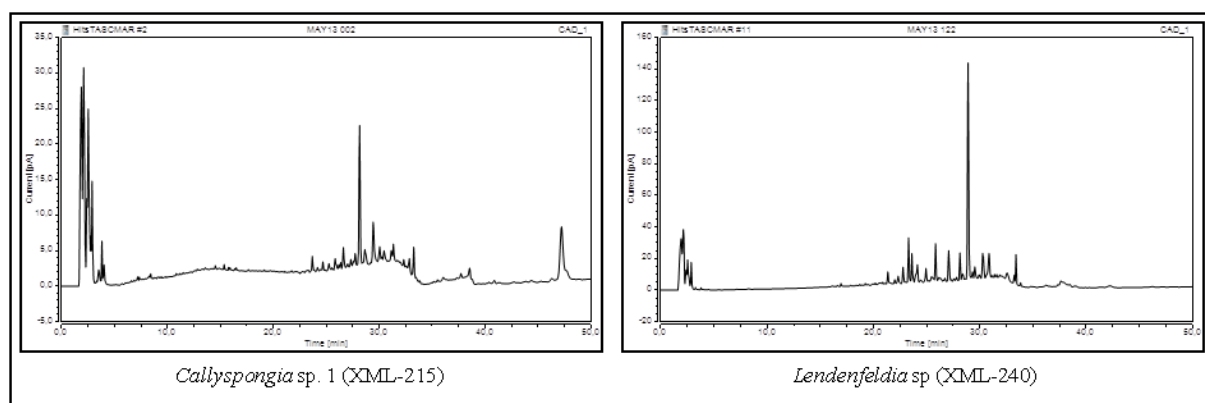 HitsTASCMAR #2 MAY13 002 CAD_1
35,0
30,0
25,0
20,0
15,0
10,0
5,0
0,0
-5,0
Current[pA]
0,0 10,0 20,0 30,0 40,0 50,0
Time [min]
Callyspongia sp. 1 (XML-215)
HitsTASCMAR #11 MAY13 122 CAD_1
160
140
120
100
80
60
40
20
0
-20
Current[pA]
0,0 10,0 20,0 30,0 40,0 50,0
Time [min]
Lendenfeldia sp (XML-240)